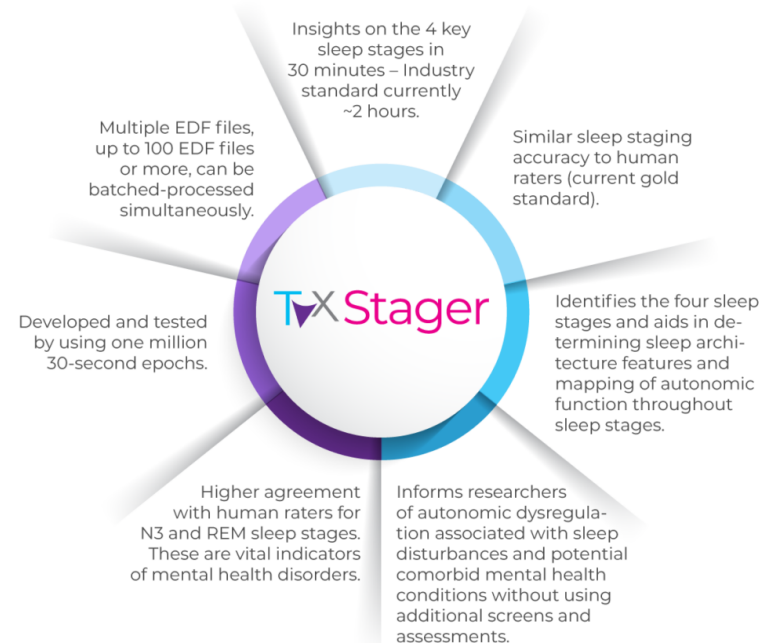 Insights on the 4 key
sleep stages in
30 minutes – Industry
standard currently
~2 hours.
Similar sleep staging
accuracy to human
raters (current gold
standard).
Identifies the four sleep
stages and aids in de-
termining sleep archi-
tecture features and
mapping of autonomic
function throughout
sleep stages.
Informs researchers
of autonomic dysregula-
tion associated with sleep
disturbances and potential
comorbid mental health
conditions without using
additional screens and
assessments.
Higher agreement
with human raters for
N3 and REM sleep stages.
These are vital indicators
of mental health disorders.
Developed and tested
by using one million
30-second epochs.
Multiple EDF files,
up to 100 EDF files
or more, can be
batched-processed
simultaneously.
TvX Stager